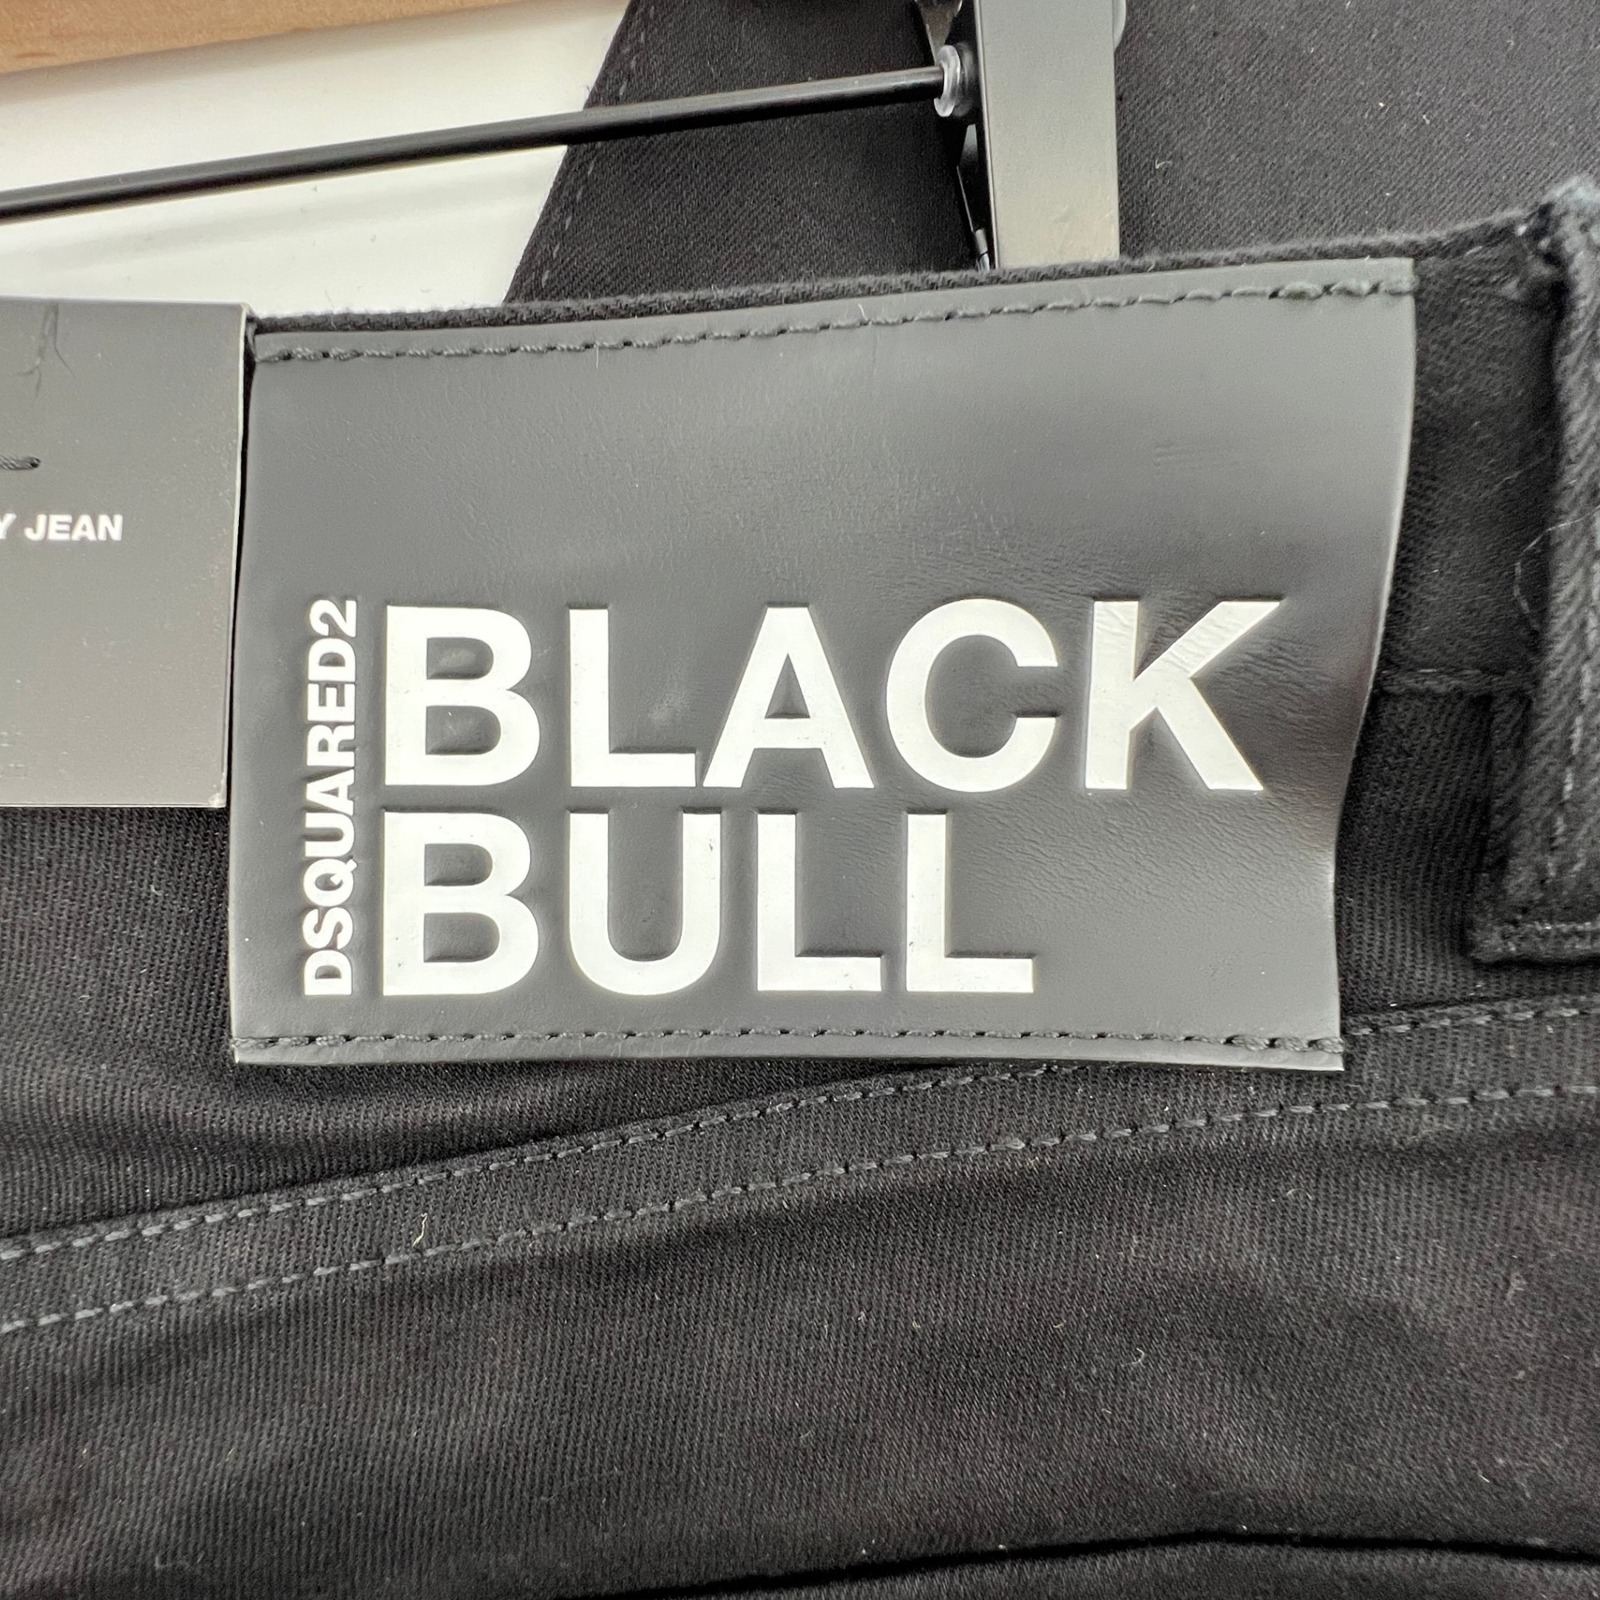 Y JEAN
DSQUARED2
BLACK
BULL